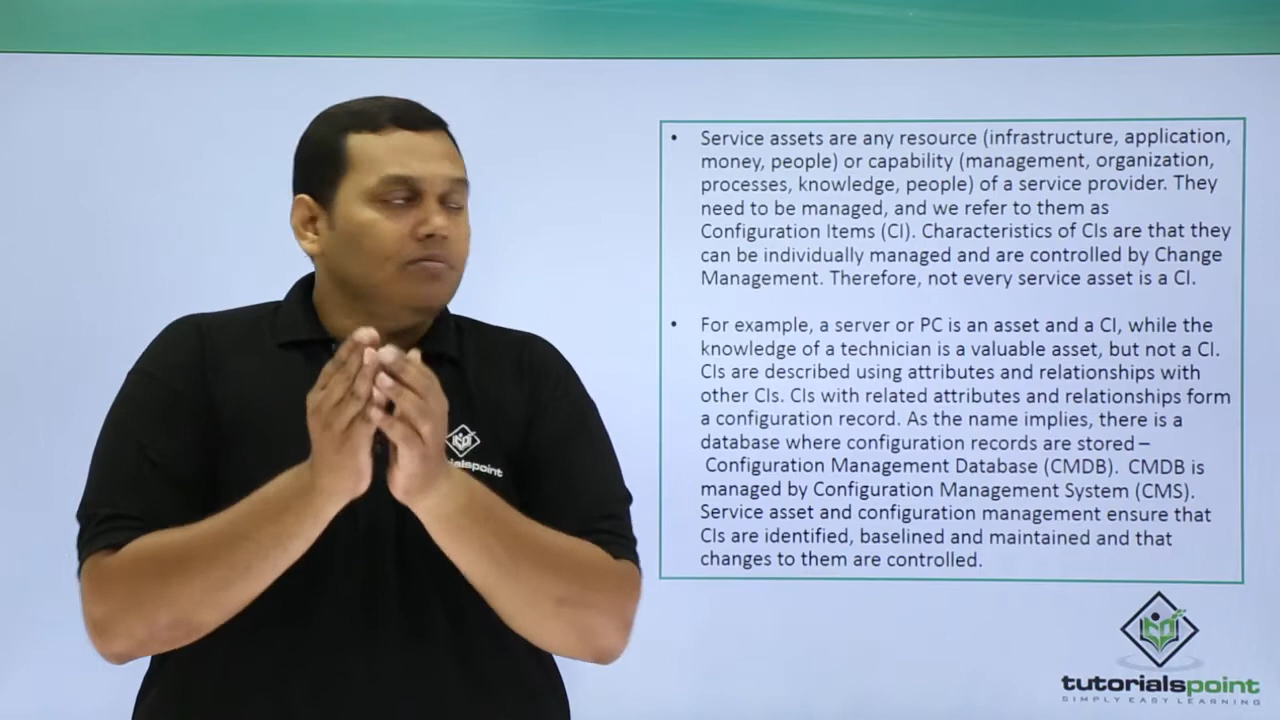 • Service assets are any resource (infrastructure, application,
money, people) or capability (management, organization,
processes, knowledge, people) of a service provider. They
need to be managed, and we refer to them as
Configuration Items (CI). Characteristics of CIs are that they
can be individually managed and are controlled by Change
Management. Therefore, not every service asset is a CI.
• For example, a server or PC is an asset and a CI, while the
knowledge of a technician is a valuable asset, but not a CI.
CIs are described using attributes and relationships with
other CIs. CIs with related attributes and relationships form
a configuration record. As the name implies, there is a
database where configuration records are stored –
Configuration Management Database (CMDB). CMDB is
managed by Configuration Management System (CMS).
Service asset and configuration management ensure that
CIs are identified, baselined and maintained and that
changes to them are controlled.
ialspoint
tutorialspoint
SIMPLY EASY LEARNING